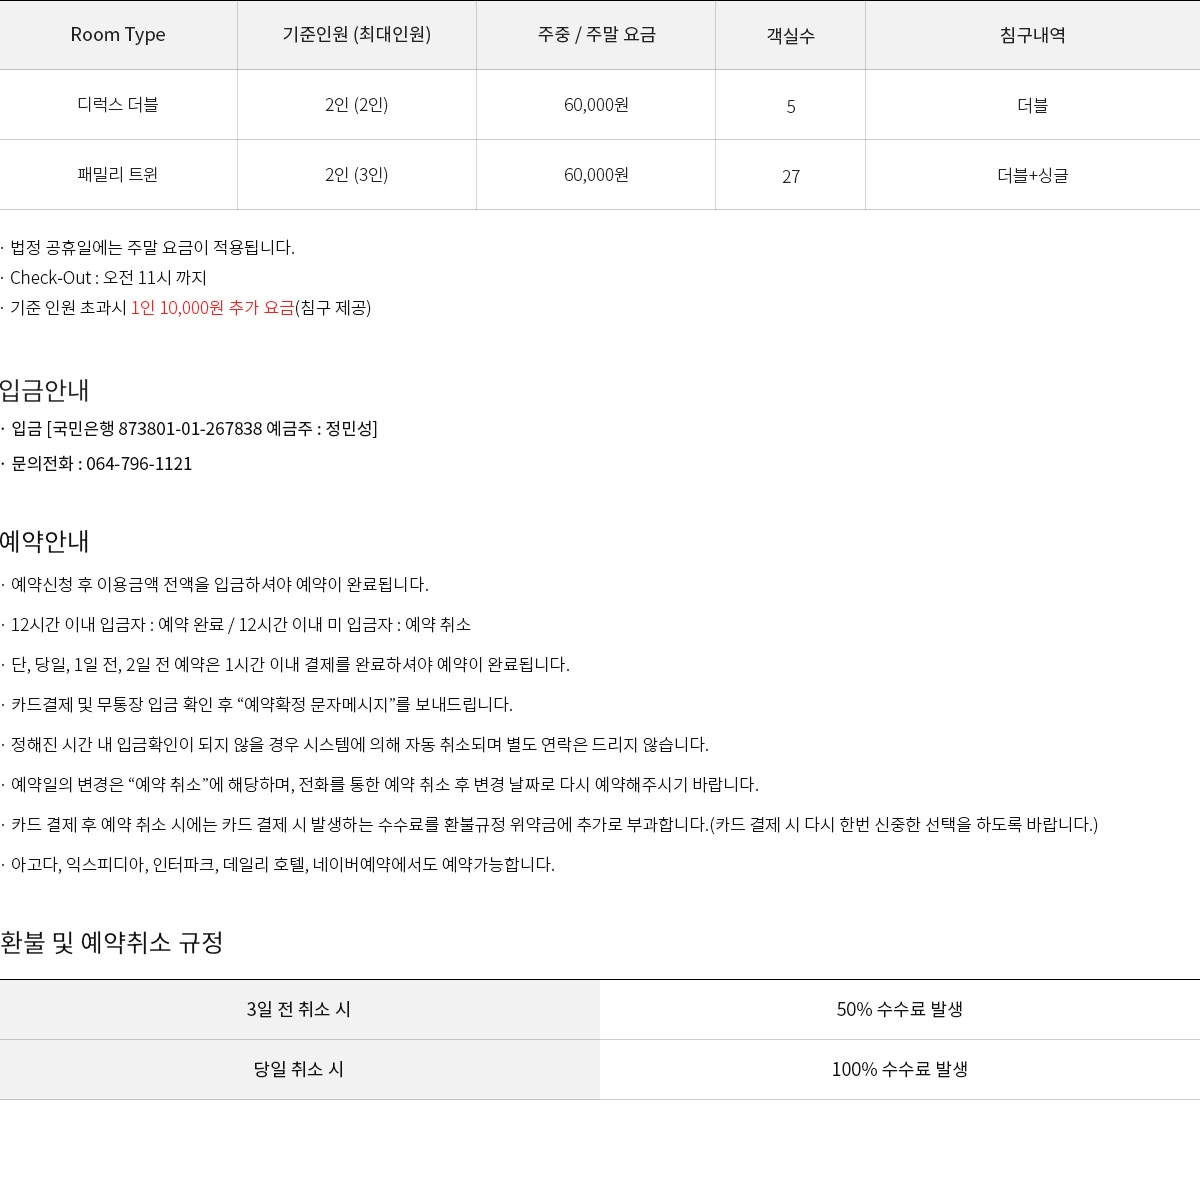 Room Type 기준인원 (최대인원) 주중 / 주말 요금 객실수 침구내역
디럭스 더블 2인 (2인) 60,000원 5 더블
패밀리 트윈 2인 (3인) 60,000원 27 더블+싱글
· 법정 공휴일에는 주말 요금이 적용됩니다.
· Check-Out : 오전 11시 까지
· 기준 인원 초과시 1인 10,000원 추가 요금(침구 제공)
입금안내
· 입금 [국민은행 873801-01-267838 예금주 : 정민성]
· 문의전화 : 064-796-1121
예약안내
· 예약신청 후 이용금액 전액을 입금하셔야 예약이 완료됩니다.
· 12시간 이내 입금자 : 예약 완료 / 12시간 이내 미 입금자 : 예약 취소
· 단, 당일, 1일 전, 2일 전 예약은 1시간 이내 결제를 완료하셔야 예약이 완료됩니다.
· 카드결제 및 무통장 입금 확인 후 “예약확정 문자메시지”를 보내드립니다.
· 정해진 시간 내 입금확인이 되지 않을 경우 시스템에 의해 자동 취소되며 별도 연락은 드리지 않습니다.
· 예약일의 변경은 “예약 취소”에 해당하며, 전화를 통한 예약 취소 후 변경 날짜로 다시 예약해주시기 바랍니다.
· 카드 결제 후 예약 취소 시에는 카드 결제 시 발생하는 수수료를 환불규정 위약금에 추가로 부과합니다.(카드 결제 시 다시 한번 신중한 선택을 하도록 바랍니다.)
· 아고다, 익스피디아, 인터파크, 데일리 호텔, 네이버예약에서도 예약가능합니다.
환불 및 예약취소 규정
3일 전 취소 시 50% 수수료 발생
당일 취소 시 100% 수수료 발생